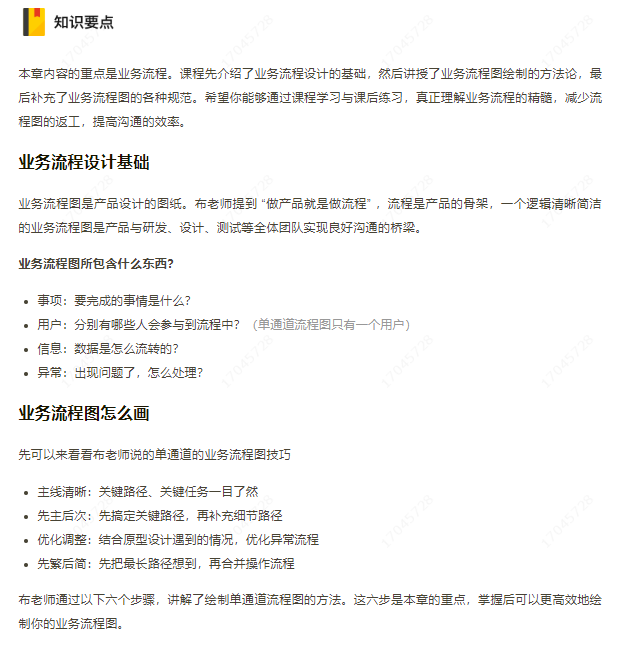 知识要点
本章内容的重点是业务流程。课程先介绍了业务流程设计的基础，然后讲授了业务流程图绘制的方法论，最
后补充了业务流程图的各种规范。希望你能够通过课程学习与课后练习，真正理解业务流程的精髓，减少流
程图的返工，提高沟通的效率。
业务流程设计基础
业务流程图是产品设计的图纸。布老师提到 “做产品就是做流程” ，流程是产品的骨架，一个逻辑清晰简洁
的业务流程图是产品与研发、设计、测试等全体团队实现良好沟通的桥梁。
业务流程图所包含什么东西?
事项：要完成的事情是什么?
用户：分别有哪些人会参与到流程中? （单通道流程图只有一个用户）
信息：数据是怎么流转的?
异常：出现问题了，怎么处理?
业务流程图怎么画
先可以来看看布老师说的单通道的业务流程图技巧
主线清晰：关键路径、关键任务一目了然
先主后次：先搞定关键路径，再补充细节路径
优化调整：结合原型设计遇到的情况，优化异常流程
先繁后简：先把最长路径想到，再合并操作流程
布老师通过以下六个步骤，讲解了绘制单通道流程图的方法。这六步是本章的重点，掌握后可以更高效地绘
制你的业务流程图。
17045728